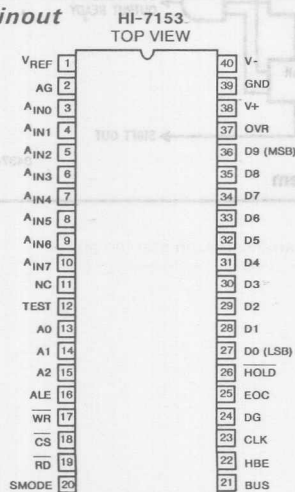 inout
HI-7153
TOP VIEW
VREF 1
AG 2
AIN0 3
AIN1 4
AIN2 5
AIN3 6
AIN4 7
AIN5 8
AIN6 9
AIN7 10
NC 11
TEST 12
A0 13
A1 14
A2 15
ALE 16
WR 17
CS 18
RD 19
SMODE 20
40 V-
39 GND
38 V+
37 OVR
36 D9 (MSB)
35 D8
34 D7
33 D6
32 D5
31 D4
30 D3
29 D2
28 D1
27 D0 (LSB)
26 HOLD
25 EOC
24 DG
23 CLK
22 HBE
21 BUS